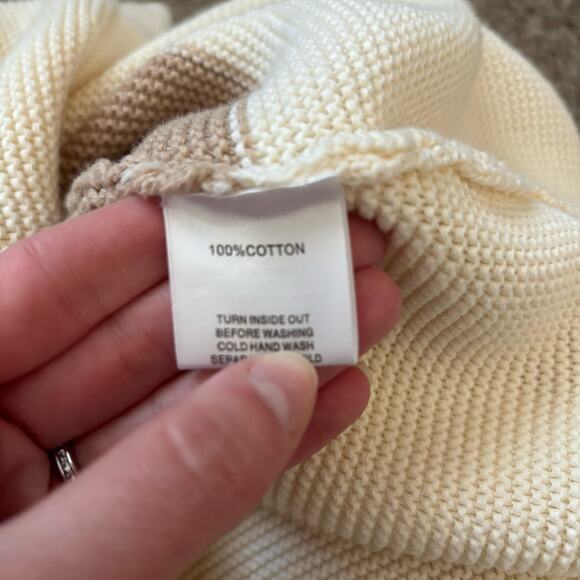 100%COTTON
TURN INSIDE OUT
BEFORE WASHING
COLD HAND WASH